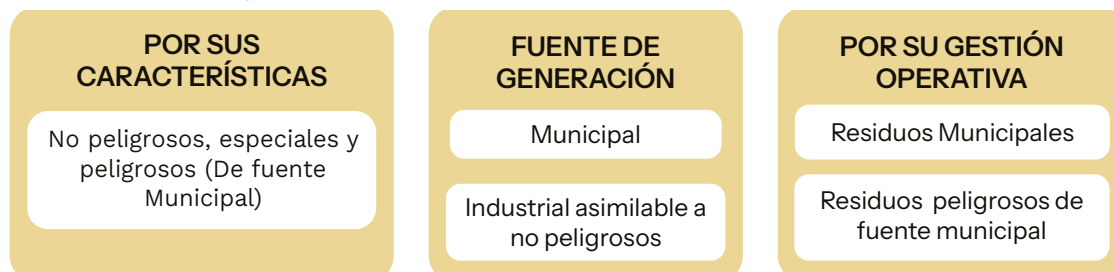 POR SUS
CARACTERÍSTICAS
No peligrosos, especiales y
peligrosos (De fuente
Municipal)
FUENTE DE
GENERACIÓN
Municipal
Industrial asimilable a
no peligrosos
POR SU GESTIÓN
OPERATIVA
Residuos Municipales
Residuos peligrosos de
fuente municipal